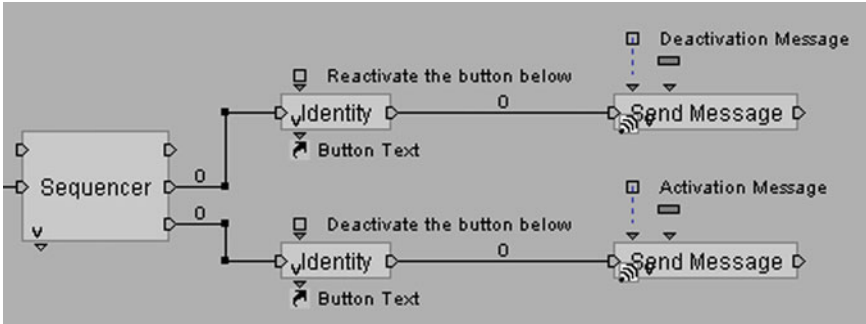 Deactivation Message
Reactivate the button below
0
Identity
Send Message
Button Text
Sequencer
0
0
Activation Message
Deactivate the button below
0
Identity
Send Message
Button Text